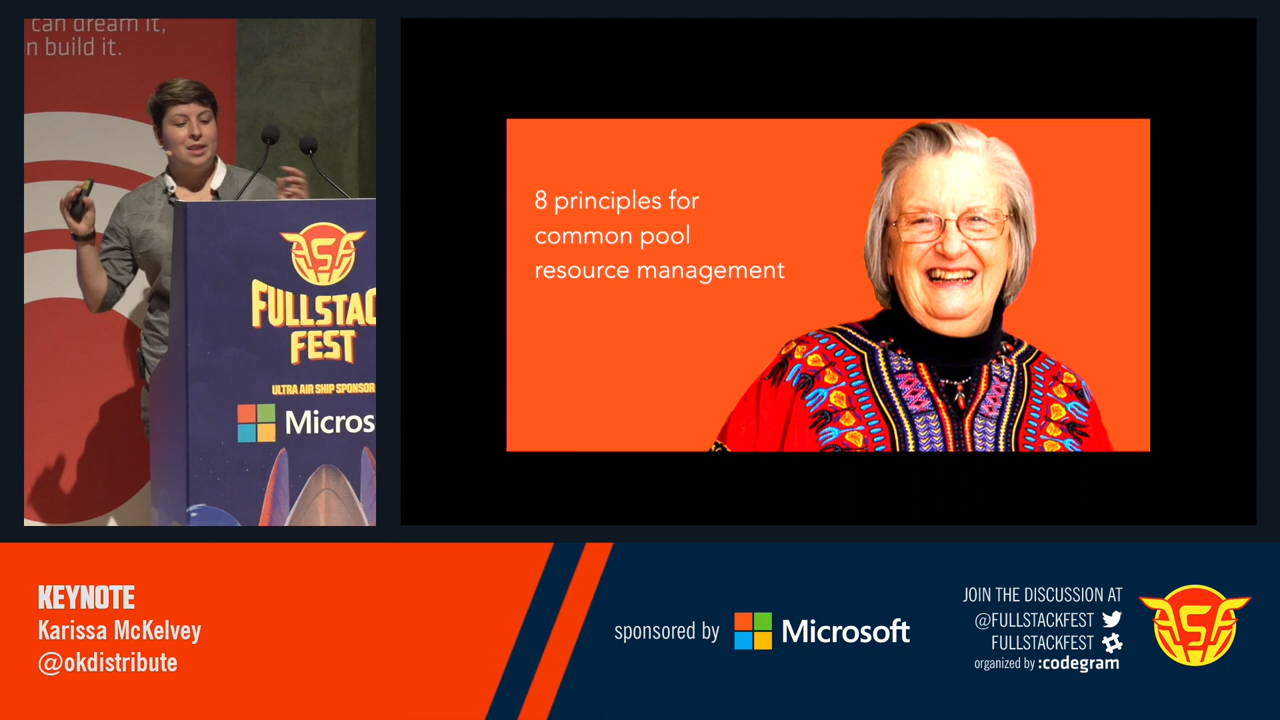 can dream it,
n build it.
FULLSTAC
FEST
ULTRA AIR SHIP SPONSOR
Micros
8 principles for
common pool
resource management
KEYNOTE
Karissa McKelvey
@okdistribute
sponsored by
Microsoft
JOIN THE DISCUSSION AT
@FULLSTACKFEST
FULLSTACKFEST
organized by :codegram